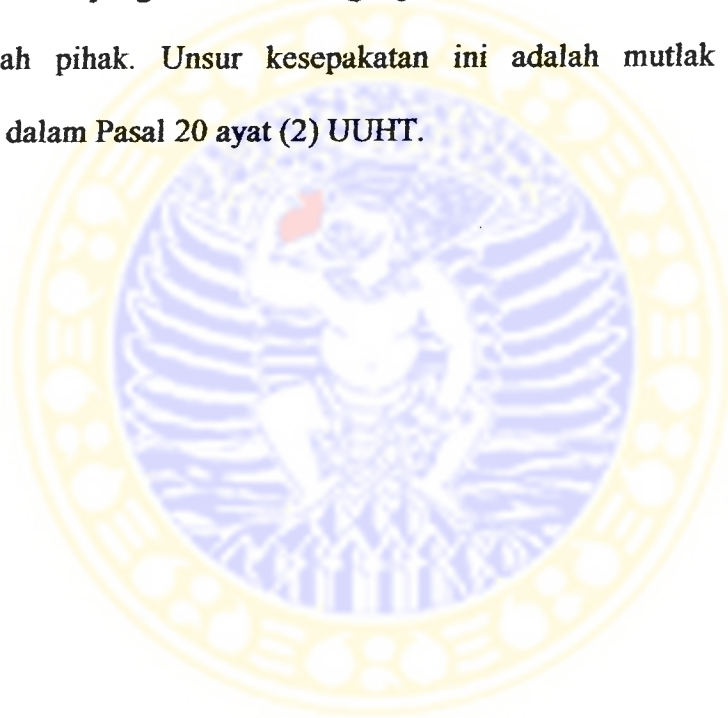 ah pihak. Unsur kesepakatan ini adalah mutlak
dalam Pasal 20 ayat (2) UUHT.